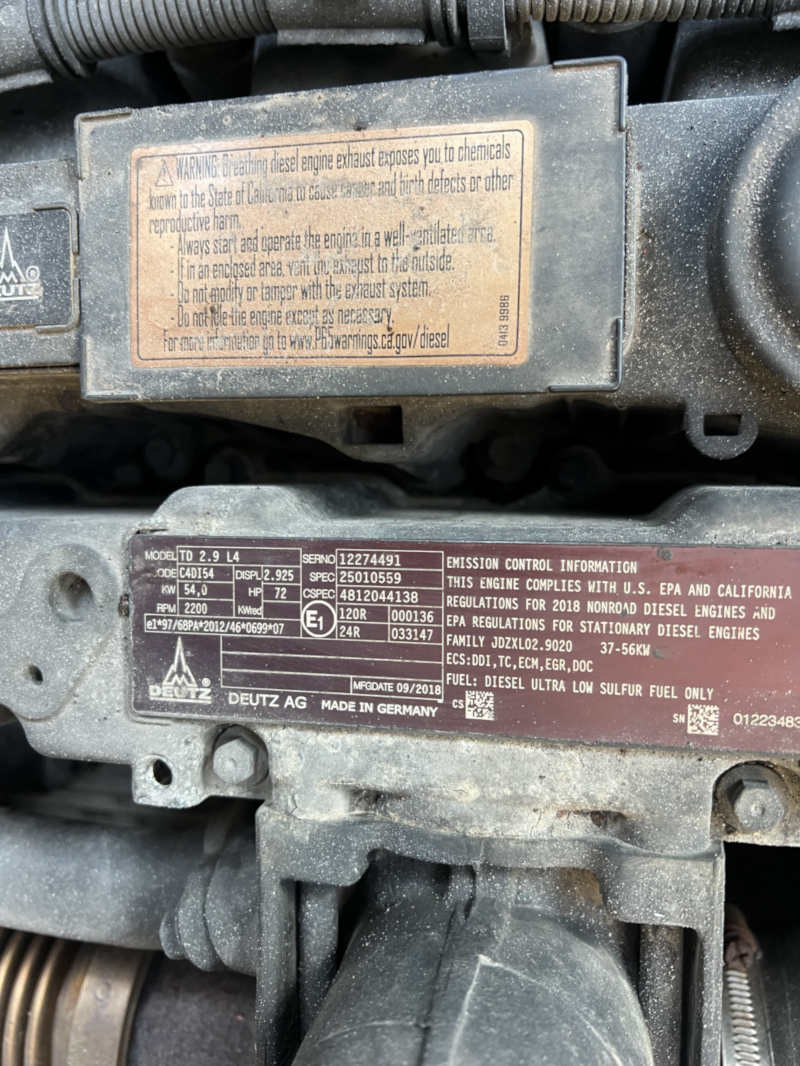 WARNING: Breathing diesel engine exhaust exposes you to chemicals
known to the State of California to cause cancer and birth defects or other
reproductive harm.
Always start and operate the engine in a well-ventilated area.
If in an enclosed area, vent the exhaust to the outside.
Do not modify or tamper with the exhaust system.
Do not idle the engine except as necessary.
For more information go to www.P65warnings.ca.gov/diesel
0413 9986
DEUTZ®
MODEL TD 2.9 L4
ODE C4DI54 DISPL 2.925
KW 54,0 HP 72
RPM 2200 KWred
e1*97/68PA*2012/46*0699*07
SERNO 12274491
SPEC 25010559
CSPEC 4812044138
E1 120R 000136
24R 033147
MFGDATE 09/2018
DEUTZ DEUTZ AG MADE IN GERMANY
EMISSION CONTROL INFORMATION
THIS ENGINE COMPLIES WITH U.S. EPA AND CALIFORNIA
REGULATIONS FOR 2018 NONROAD DIESEL ENGINES AND
EPA REGULATIONS FOR STATIONARY DIESEL ENGINES
FAMILY JDZXL02.9020 37-56KW
ECS:DDI,TC,ECM,EGR,DOC
FUEL: DIESEL ULTRA LOW SULFUR FUEL ONLY
CS
SN 01223483